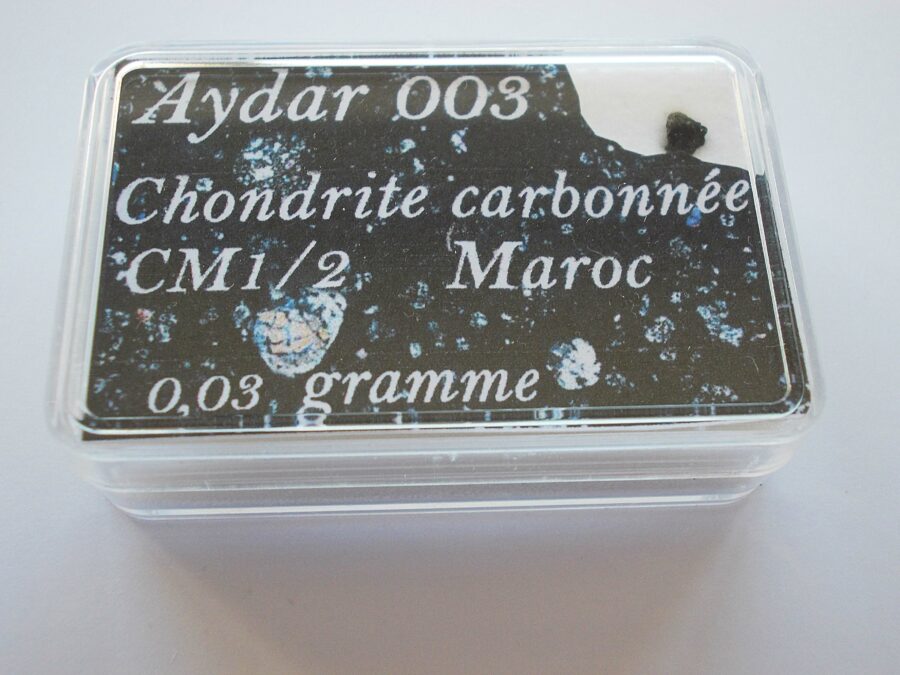 Aydar 003
Chondrite carbonnée
CM1/2 Maroc
0,03 gramme